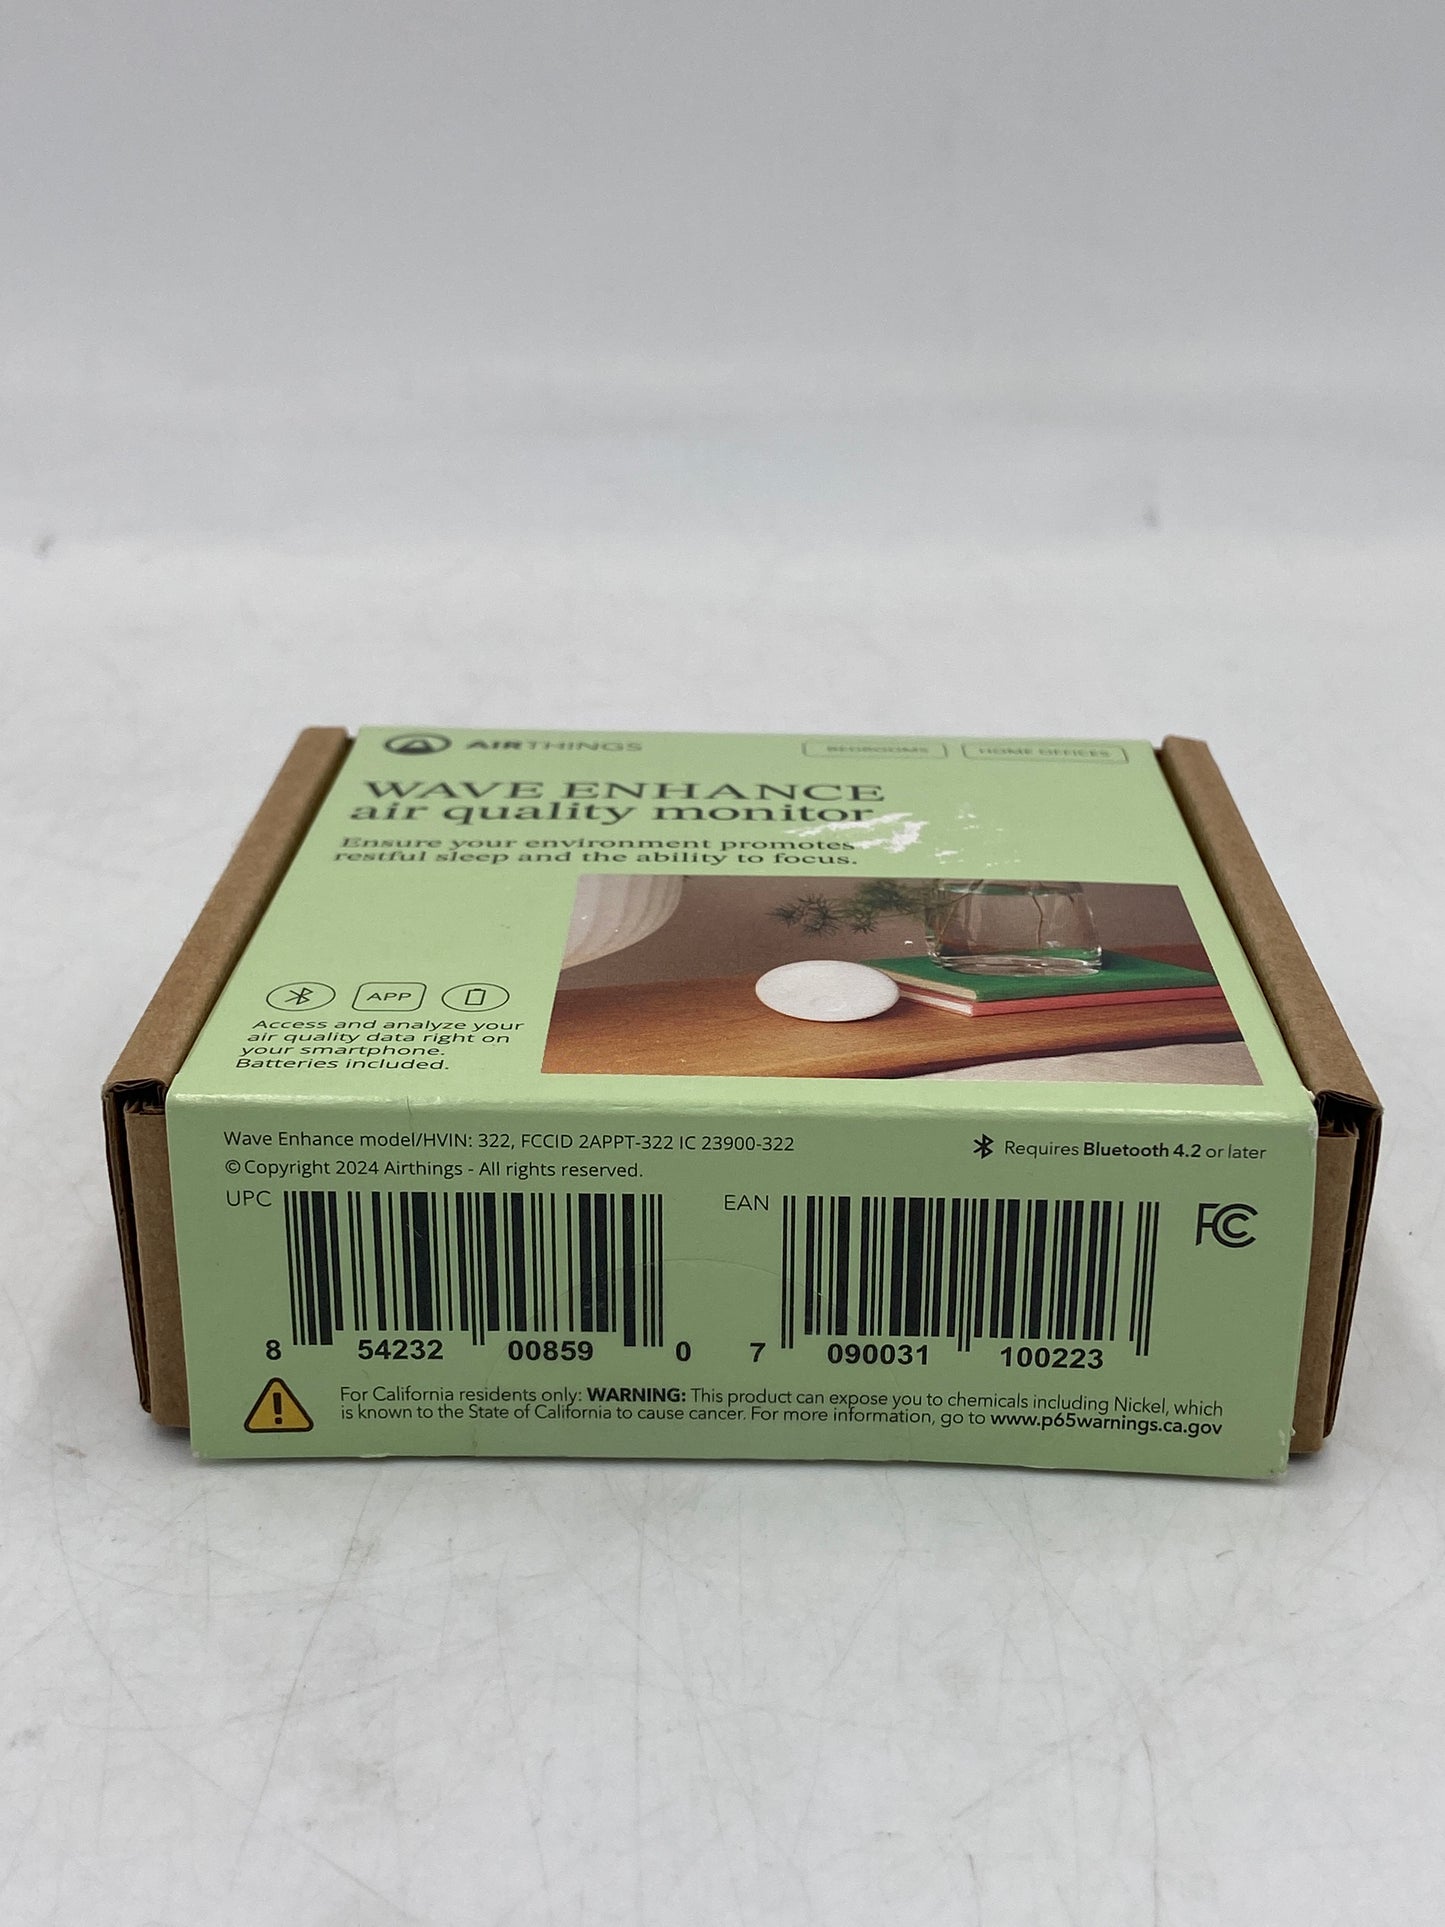 AIRTHINGS
BEDROOMS
HOME OFFICES
WAVE ENHANCE
air quality monitor
Ensure your environment promotes
restful sleep and the ability to focus.
APP
Access and analyze your
air quality data right on
your smartphone.
Batteries included.
Wave Enhance model/HVIN: 322, FCCID 2APPT-322 IC 23900-322
Requires Bluetooth 4.2 or later
© Copyright 2024 Airthings - All rights reserved.
UPC
EAN
FC
8 54232 00859 0
7 090031 100223
For California residents only: WARNING: This product can expose you to chemicals including Nickel, which
is known to the State of California to cause cancer. For more information, go to www.p65warnings.ca.gov